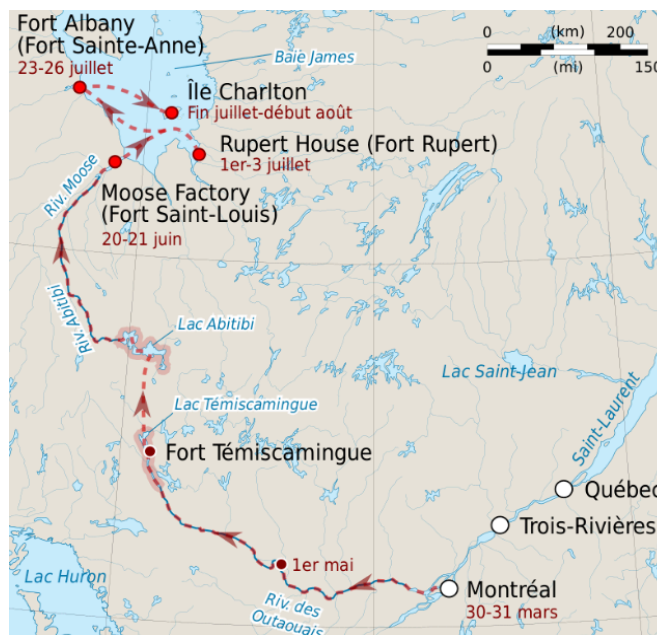 Fort Albany
(Fort Sainte-Anne)
23-26 juillet
Baie James
0 (km) 200
0 (mi) 150
Île Charlton
Fin juillet-début août
Rupert House (Fort Rupert)
1er-3 juillet
Riv. Moose
Moose Factory
(Fort Saint-Louis)
20-21 juin
Riv. Abitibi
Lac Abitibi
Lac Saint-Jean
Lac Témiscamingue
Saint-Laurent
Fort Témiscamingue
Québec
Trois-Rivières
1er mai
Lac Huron
Montréal
30-31 mars
Riv. des
Outaouais